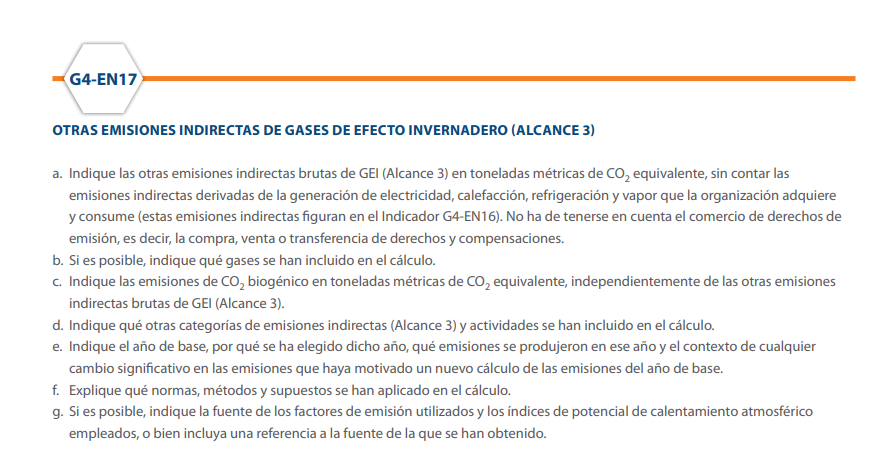 G4-EN17
OTRAS EMISIONES INDIRECTAS DE GASES DE EFECTO INVERNADERO (ALCANCE 3)
a. Indique las otras emisiones indirectas brutas de GEI (Alcance 3) en toneladas métricas de CO2 equivalente, sin contar las
emisiones indirectas derivadas de la generación de electricidad, calefacción, refrigeración y vapor que la organización adquiere
y consume (estas emisiones indirectas figuran en el Indicador G4-EN16). No ha de tenerse en cuenta el comercio de derechos de
emisión, es decir, la compra, venta o transferencia de derechos y compensaciones.
b. Si es posible, indique qué gases se han incluido en el cálculo.
c. Indique las emisiones de CO2 biogénico en toneladas métricas de CO2 equivalente, independientemente de las otras emisiones
indirectas brutas de GEI (Alcance 3).
d. Indique qué otras categorías de emisiones indirectas (Alcance 3) y actividades se han incluido en el cálculo.
e. Indique el año de base, por qué se ha elegido dicho año, qué emisiones se produjeron en ese año y el contexto de cualquier
cambio significativo en las emisiones que haya motivado un nuevo cálculo de las emisiones del año de base.
f. Explique qué normas, métodos y supuestos se han aplicado en el cálculo.
g. Si es posible, indique la fuente de los factores de emisión utilizados y los índices de potencial de calentamiento atmosférico
empleados, o bien incluya una referencia a la fuente de la que se han obtenido.